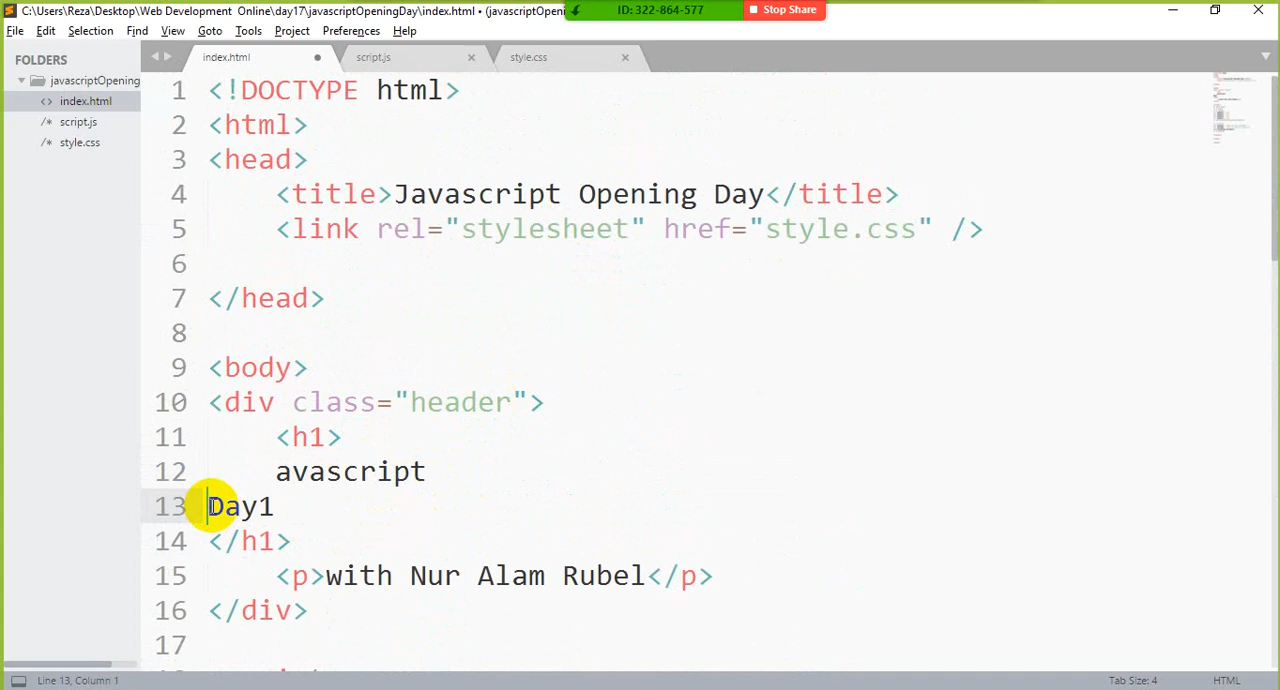 C:\Users\Reza\Desktop\Web Development Online\day17\javascriptOpeningDay\index.html • (javascriptOpeni
ID: 322-864-577
Stop Share
File Edit Selection Find View Goto Tools Project Preferences Help
FOLDERS
javascriptOpening
index.html
script.js
style.css
index.html
script.js
style.css
1 <!DOCTYPE html>
2 <html>
3 <head>
4 <title>Javascript Opening Day</title>
5 <link rel="stylesheet" href="style.css" />
6
7 </head>
8
9 <body>
10 <div class="header">
11 <h1>
12 avascript
13 Day1
14 </h1>
15 <p>with Nur Alam Rubel</p>
16 </div>
17
Line 13, Column 1
Tab Size: 4
HTML